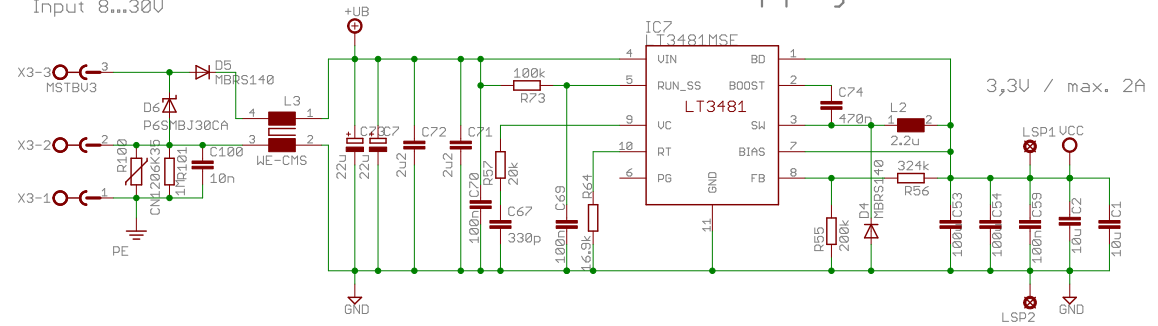 Input 8...30V
+UB
IC7
LT3481MSE
X3-3
3
MSTBV3
D5
MBRS140
D6
P6SMBJ30CA
L3
4
1
3
2
WE-CMS
X3-2
2
X3-1
1
R100
CN1206K35
R101
1M
C100
10n
PE
C73
22u
C7
22u
C72
2u2
C71
2u2
C70
100n
100k
R73
R57
20k
C67
330p
C69
100n
R64
16.9k
GND
4
VIN
5
RUN_SS
9
VC
10
RT
6
PG
LT3481
GND
11
BD
1
BOOST
2
SW
3
BIAS
7
FB
8
C74
470n
L2
1
2
2.2u
324k
R56
R55
200k
D4
MBRS140
3,3V / max. 2A
LSP1
VCC
C53
100u
C54
100u
C59
100n
C2
10u
C1
10u
LSP2
GND